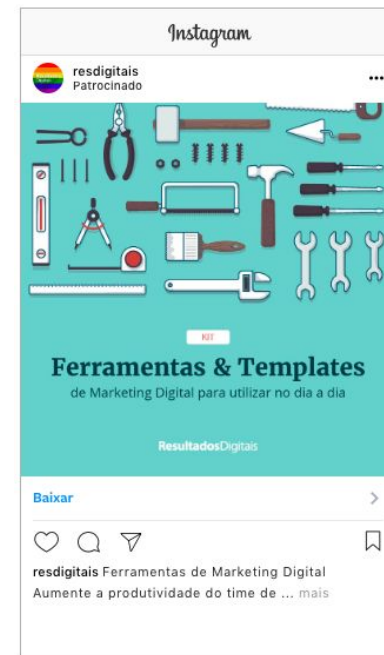 Instagram
resdigitais
Patrocinado
KIT
Ferramentas & Templates
de Marketing Digital para utilizar no dia a dia
ResultadosDigitais
Baixar
resdigitais Ferramentas de Marketing Digital
Aumente a produtividade do time de ... mais